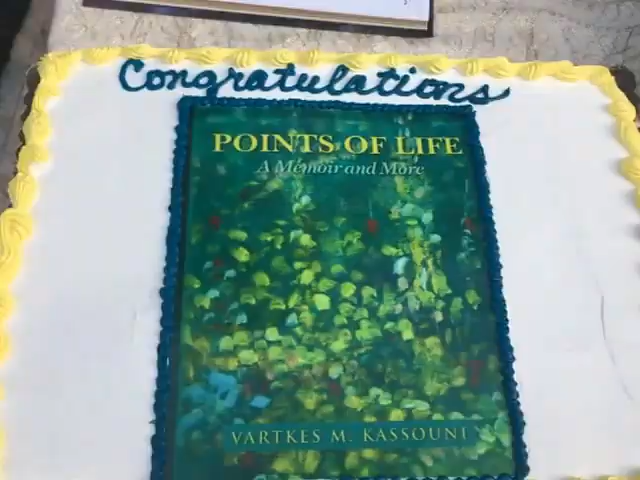 Congratulations
POINTS OF LIFE
A Memoir and More
VARTKES M. KASSOUNI